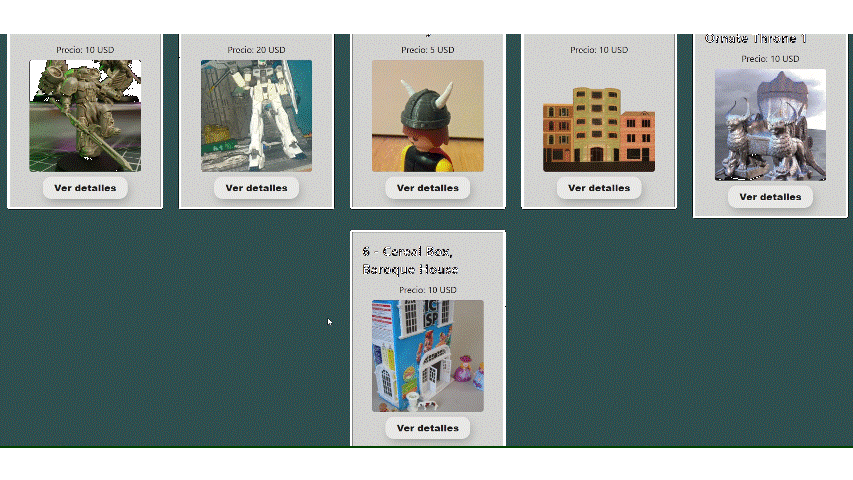 Precio: 10 USD
Ver detalles
Precio: 20 USD
Ver detalles
Precio: 5 USD
Ver detalles
Precio: 10 USD
Ver detalles
Ornate Throne 1
Precio: 10 USD
Ver detalles
6 - Cereal Box,
Baroque House
Precio: 10 USD
Ver detalles